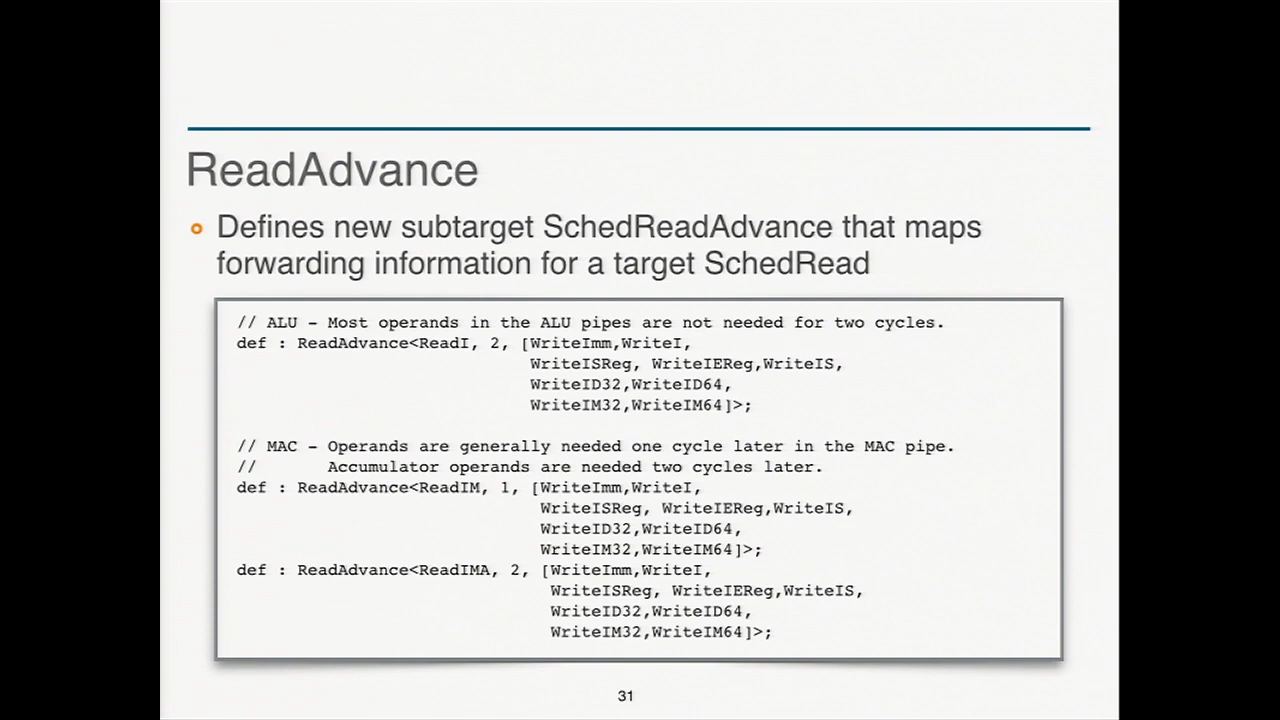 ReadAdvance
Defines new subtarget SchedReadAdvance that maps
forwarding information for a target SchedRead
// ALU - Most operands in the ALU pipes are not needed for two cycles.
def : ReadAdvance<ReadI, 2, [WriteImm,WriteI,
WriteISReg, WriteIEReg,WriteIS,
WriteID32,WriteID64,
WriteIM32,WriteIM64]>;
// MAC - Operands are generally needed one cycle later in the MAC pipe.
// Accumulator operands are needed two cycles later.
def : ReadAdvance<ReadIM, 1, [WriteImm,WriteI,
WriteISReg, WriteIEReg,WriteIS,
WriteID32,WriteID64,
WriteIM32,WriteIM64]>;
def : ReadAdvance<ReadIMA, 2, [WriteImm,WriteI,
WriteISReg, WriteIEReg,WriteIS,
WriteID32,WriteID64,
WriteIM32,WriteIM64]>;
31